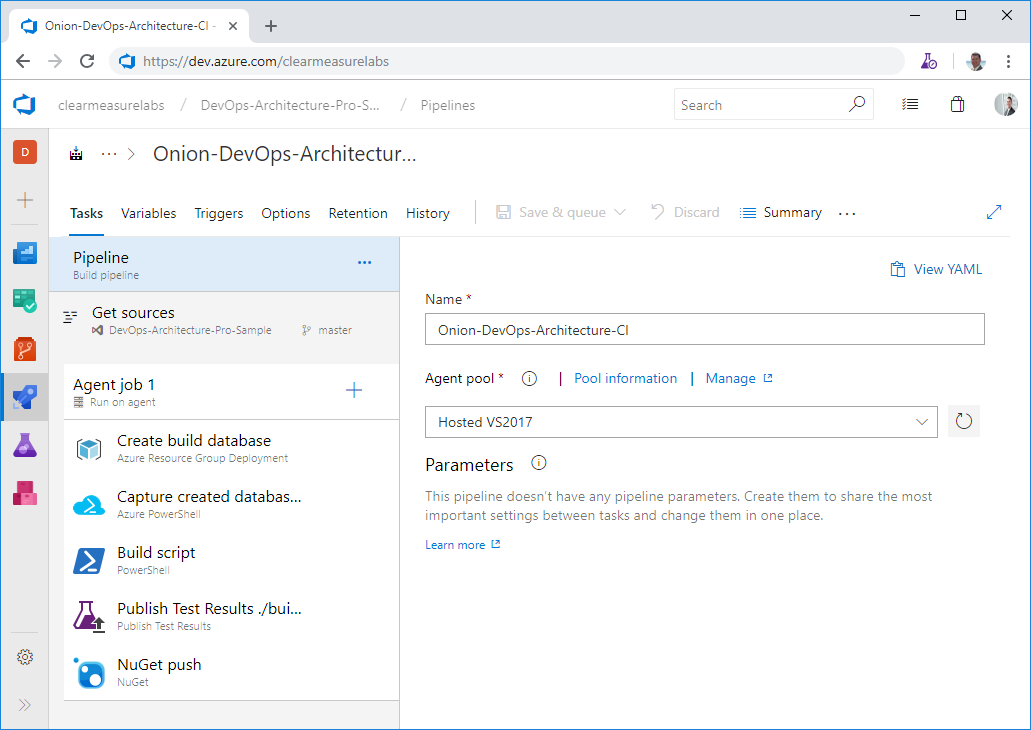 Onion-DevOps-Architecture-CI -
https://dev.azure.com/clearmeasurelabs
clearmeasurelabs / DevOps-Architecture-Pro-S... / Pipelines
Search
D
... > Onion-DevOps-Architectur...
Tasks Variables Triggers Options Retention History Save & queue Discard Summary ...
Pipeline
Build pipeline
...
View YAML
Get sources
DevOps-Architecture-Pro-Sample master
Name *
Onion-DevOps-Architecture-CI
Agent job 1
Run on agent
Agent pool * | Pool information | Manage
Hosted VS2017
Create build database
Azure Resource Group Deployment
Capture created databas...
Azure PowerShell
Build script
PowerShell
Publish Test Results ./bui...
Publish Test Results
NuGet push
NuGet
Parameters
This pipeline doesn't have any pipeline parameters. Create them to share the most
important settings between tasks and change them in one place.
Learn more